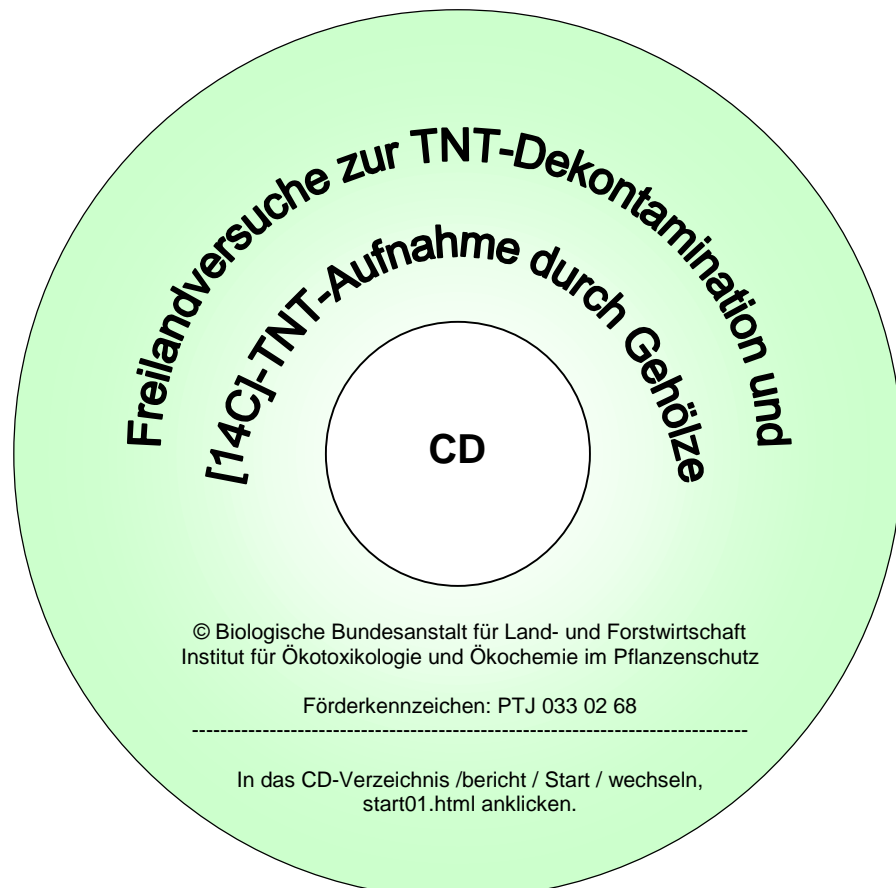 Freilandversuche zur TNT-Dekontamination und
[14C]-TNT-Aufnahme durch Gehölze
CD
© Biologische Bundesanstalt für Land- und Forstwirtschaft
Institut für Ökotoxikologie und Ökochemie im Pflanzenschutz
Förderkennzeichen: PTJ 033 02 68
--------------------------------------------------------------------------------
In das CD-Verzeichnis /bericht / Start / wechseln,
start01.html anklicken.